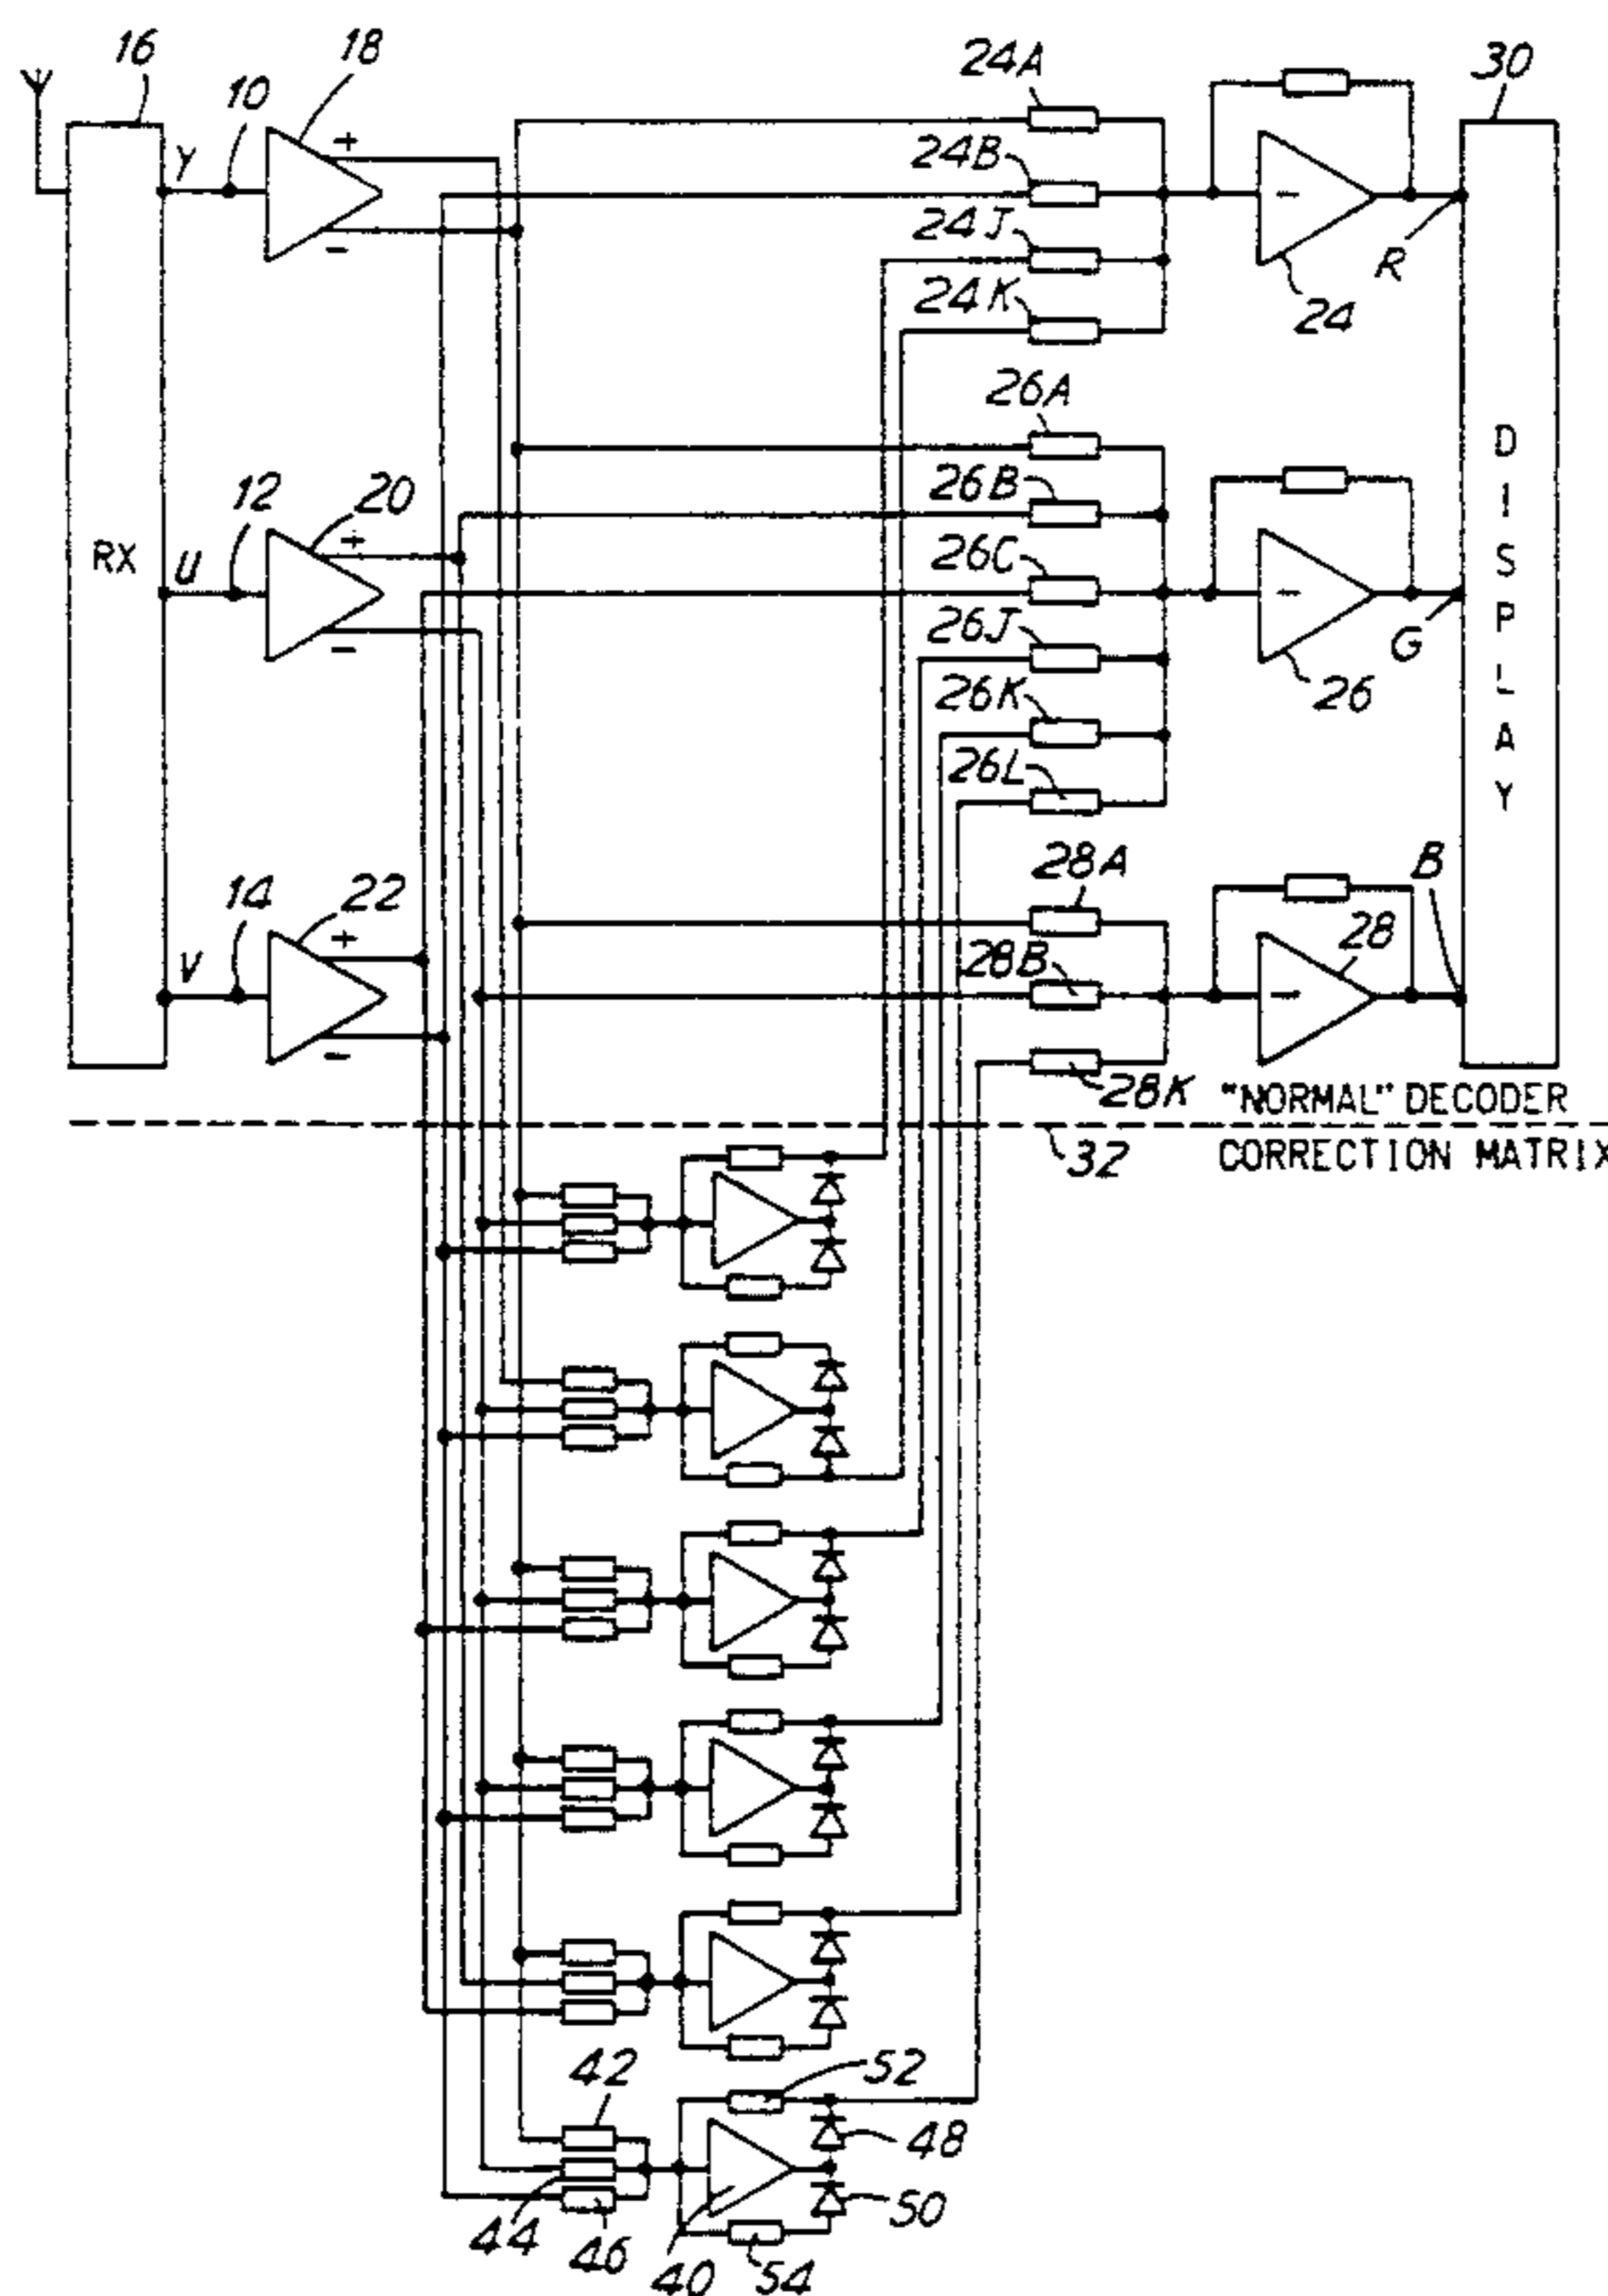 16
10
18
24A
30
Y
+
24B
-
24J
-
R
24K
24
26A
12
20
26B
RX
U
+
26C
-
DISPLAY
26J
G
-
26K
26
26L
28A
B
14
22
V
+
28B
28
-
-
28K
"NORMAL" DECODER
32
CORRECTION MATRIX
42
52
48
50
44
46
40
54